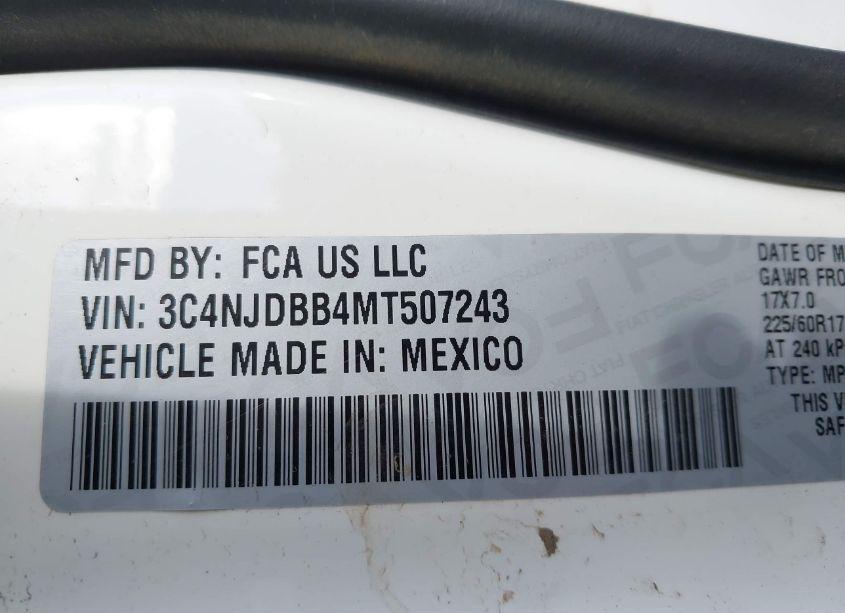 MFD BY: FCA US LLC
VIN: 3C4NJDBB4MT507243
VEHICLE MADE IN: MEXICO
DATE OF M
GAWR FRO
17X7.0
225/60R17
AT 240 kP
TYPE: MP
THIS V
SAF